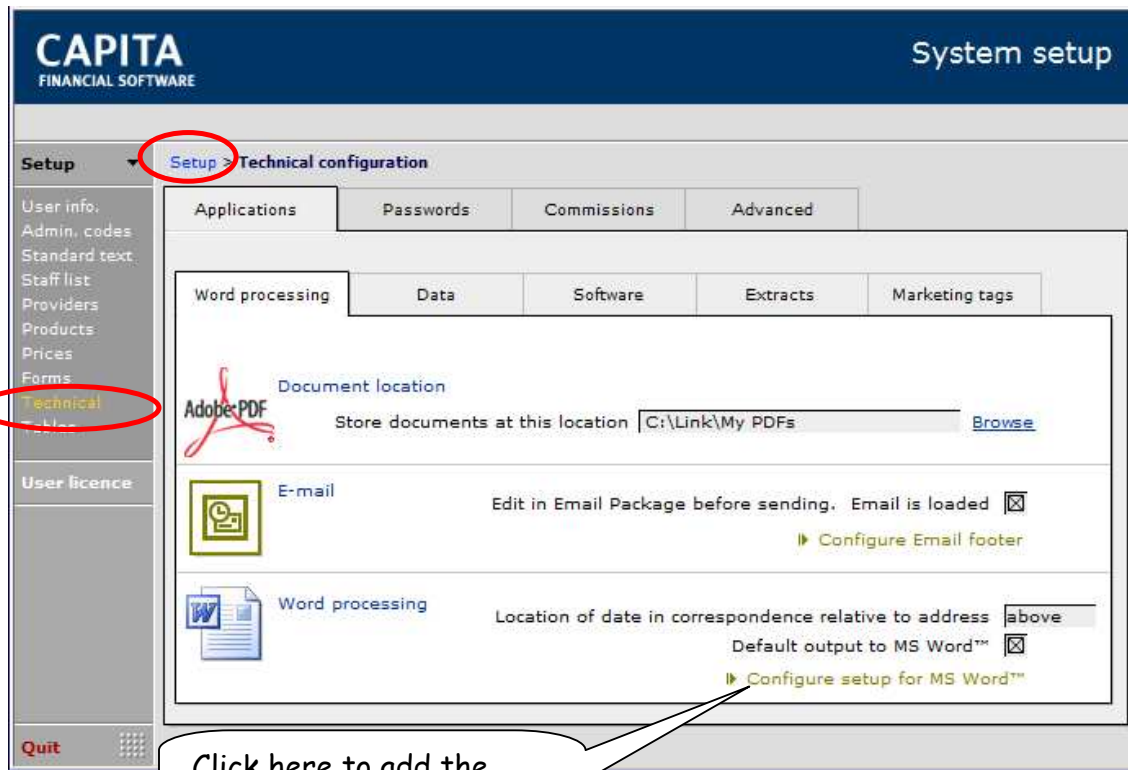 CAPITA
FINANCIAL SOFTWARE
System setup
Setup
Setup > Technical configuration
User info.
Admin. codes
Standard text
Staff list
Providers
Products
Prices
Forms
Technical
Tables
User licence
Quit
Applications Passwords Commissions Advanced
Word processing Data Software Extracts Marketing tags
Adobe PDF
Document location
Store documents at this location C:\Link\My PDFs Browse
E-mail
Edit in Email Package before sending. Email is loaded
Configure Email footer
Word processing
Location of date in correspondence relative to address above
Default output to MS Word™
Configure setup for MS Word™
Click here to add the